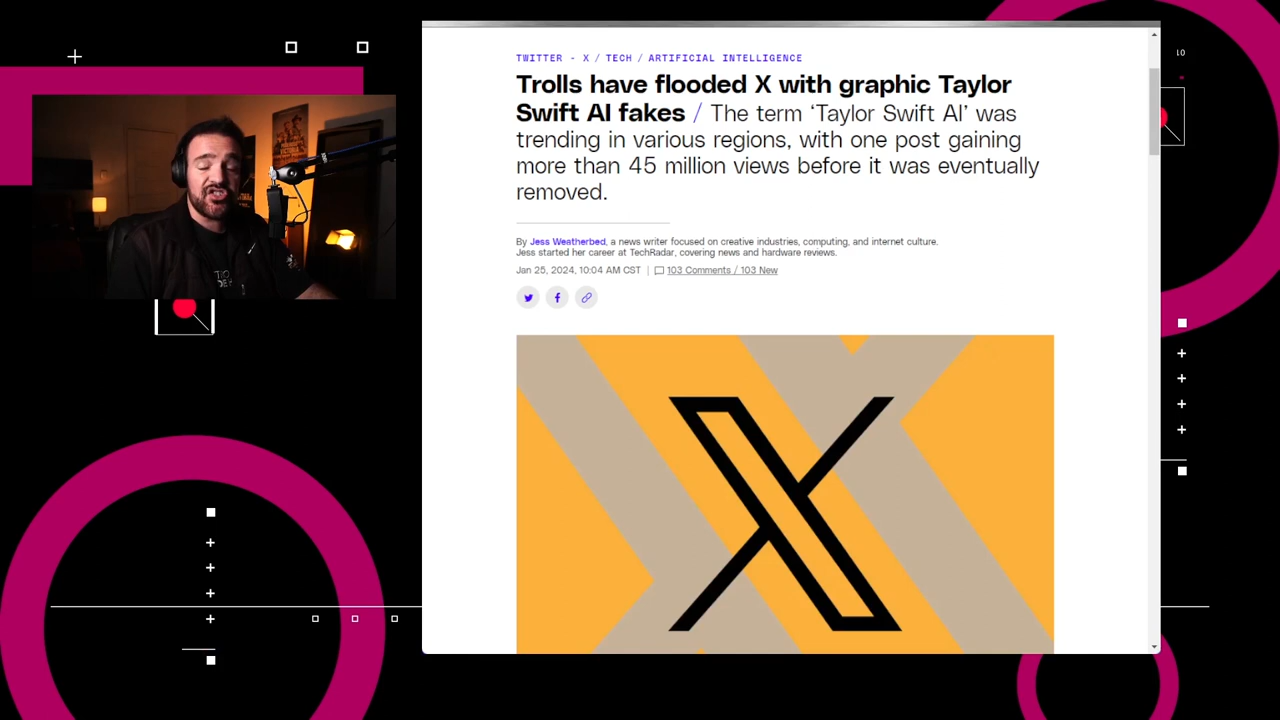 TWITTER - X / TECH / ARTIFICIAL INTELLIGENCE
Trolls have flooded X with graphic Taylor
Swift AI fakes / The term ‘Taylor Swift AI’ was
trending in various regions, with one post gaining
more than 45 million views before it was eventually
removed.
By Jess Weatherbed, a news writer focused on creative industries, computing, and internet culture.
Jess started her career at TechRadar, covering news and hardware reviews.
Jan 25, 2024, 10:04 AM CST | 103 Comments / 103 New